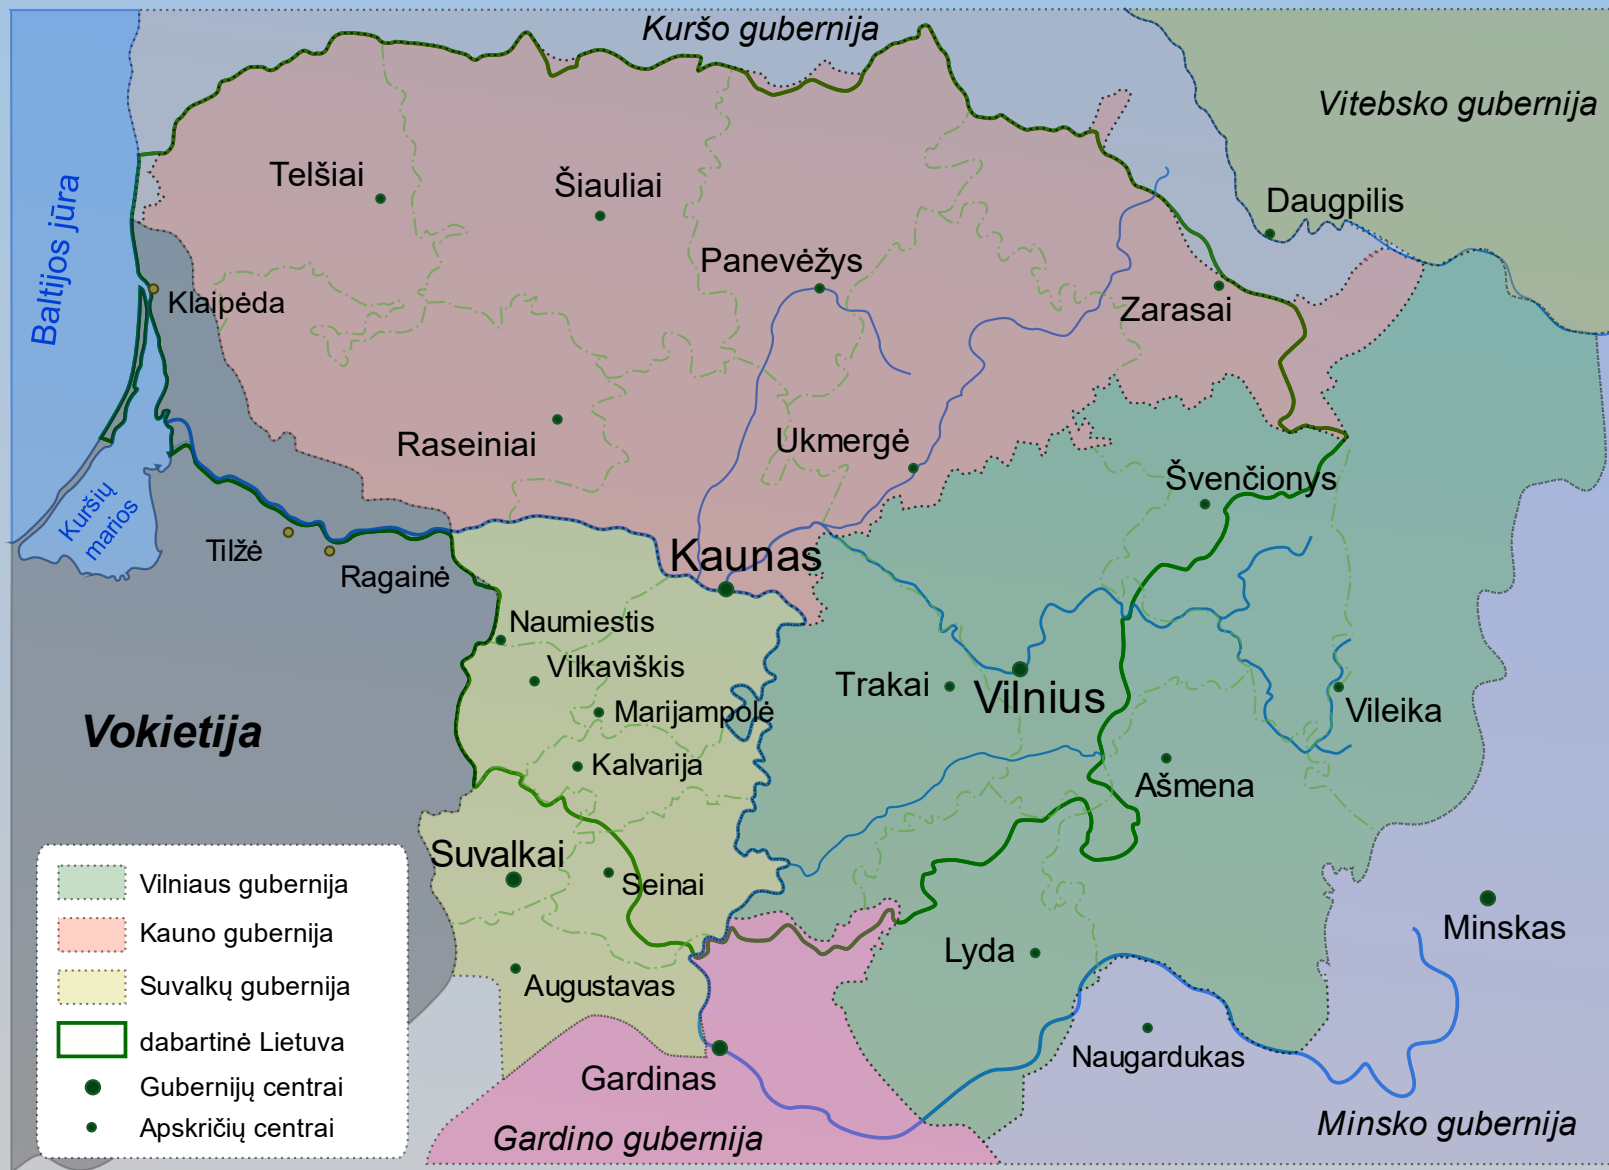 Kuršo gubernija
Vitebsko gubernija
Telšiai
Šiauliai
Daugpilis
Baltijos jūra
Panevėžys
Klaipėda
Zarasai
Raseiniai
Ukmergė
Švenčionys
Kuršių
marios
Tilžė
Ragainė
Kaunas
Naumiestis
Vilkaviškis
Marijampolė
Trakai
Vilnius
Vileika
Vokietija
Kalvarija
Ašmena
Suvalkai
Seinai
Minskas
Lyda
Augustavas
Naugardukas
Gardinas
Gardino gubernija
Minsko gubernija
Vilniaus gubernija
Kauno gubernija
Suvalkų gubernija
dabartinė Lietuva
Gubernijų centrai
Apskričių centrai